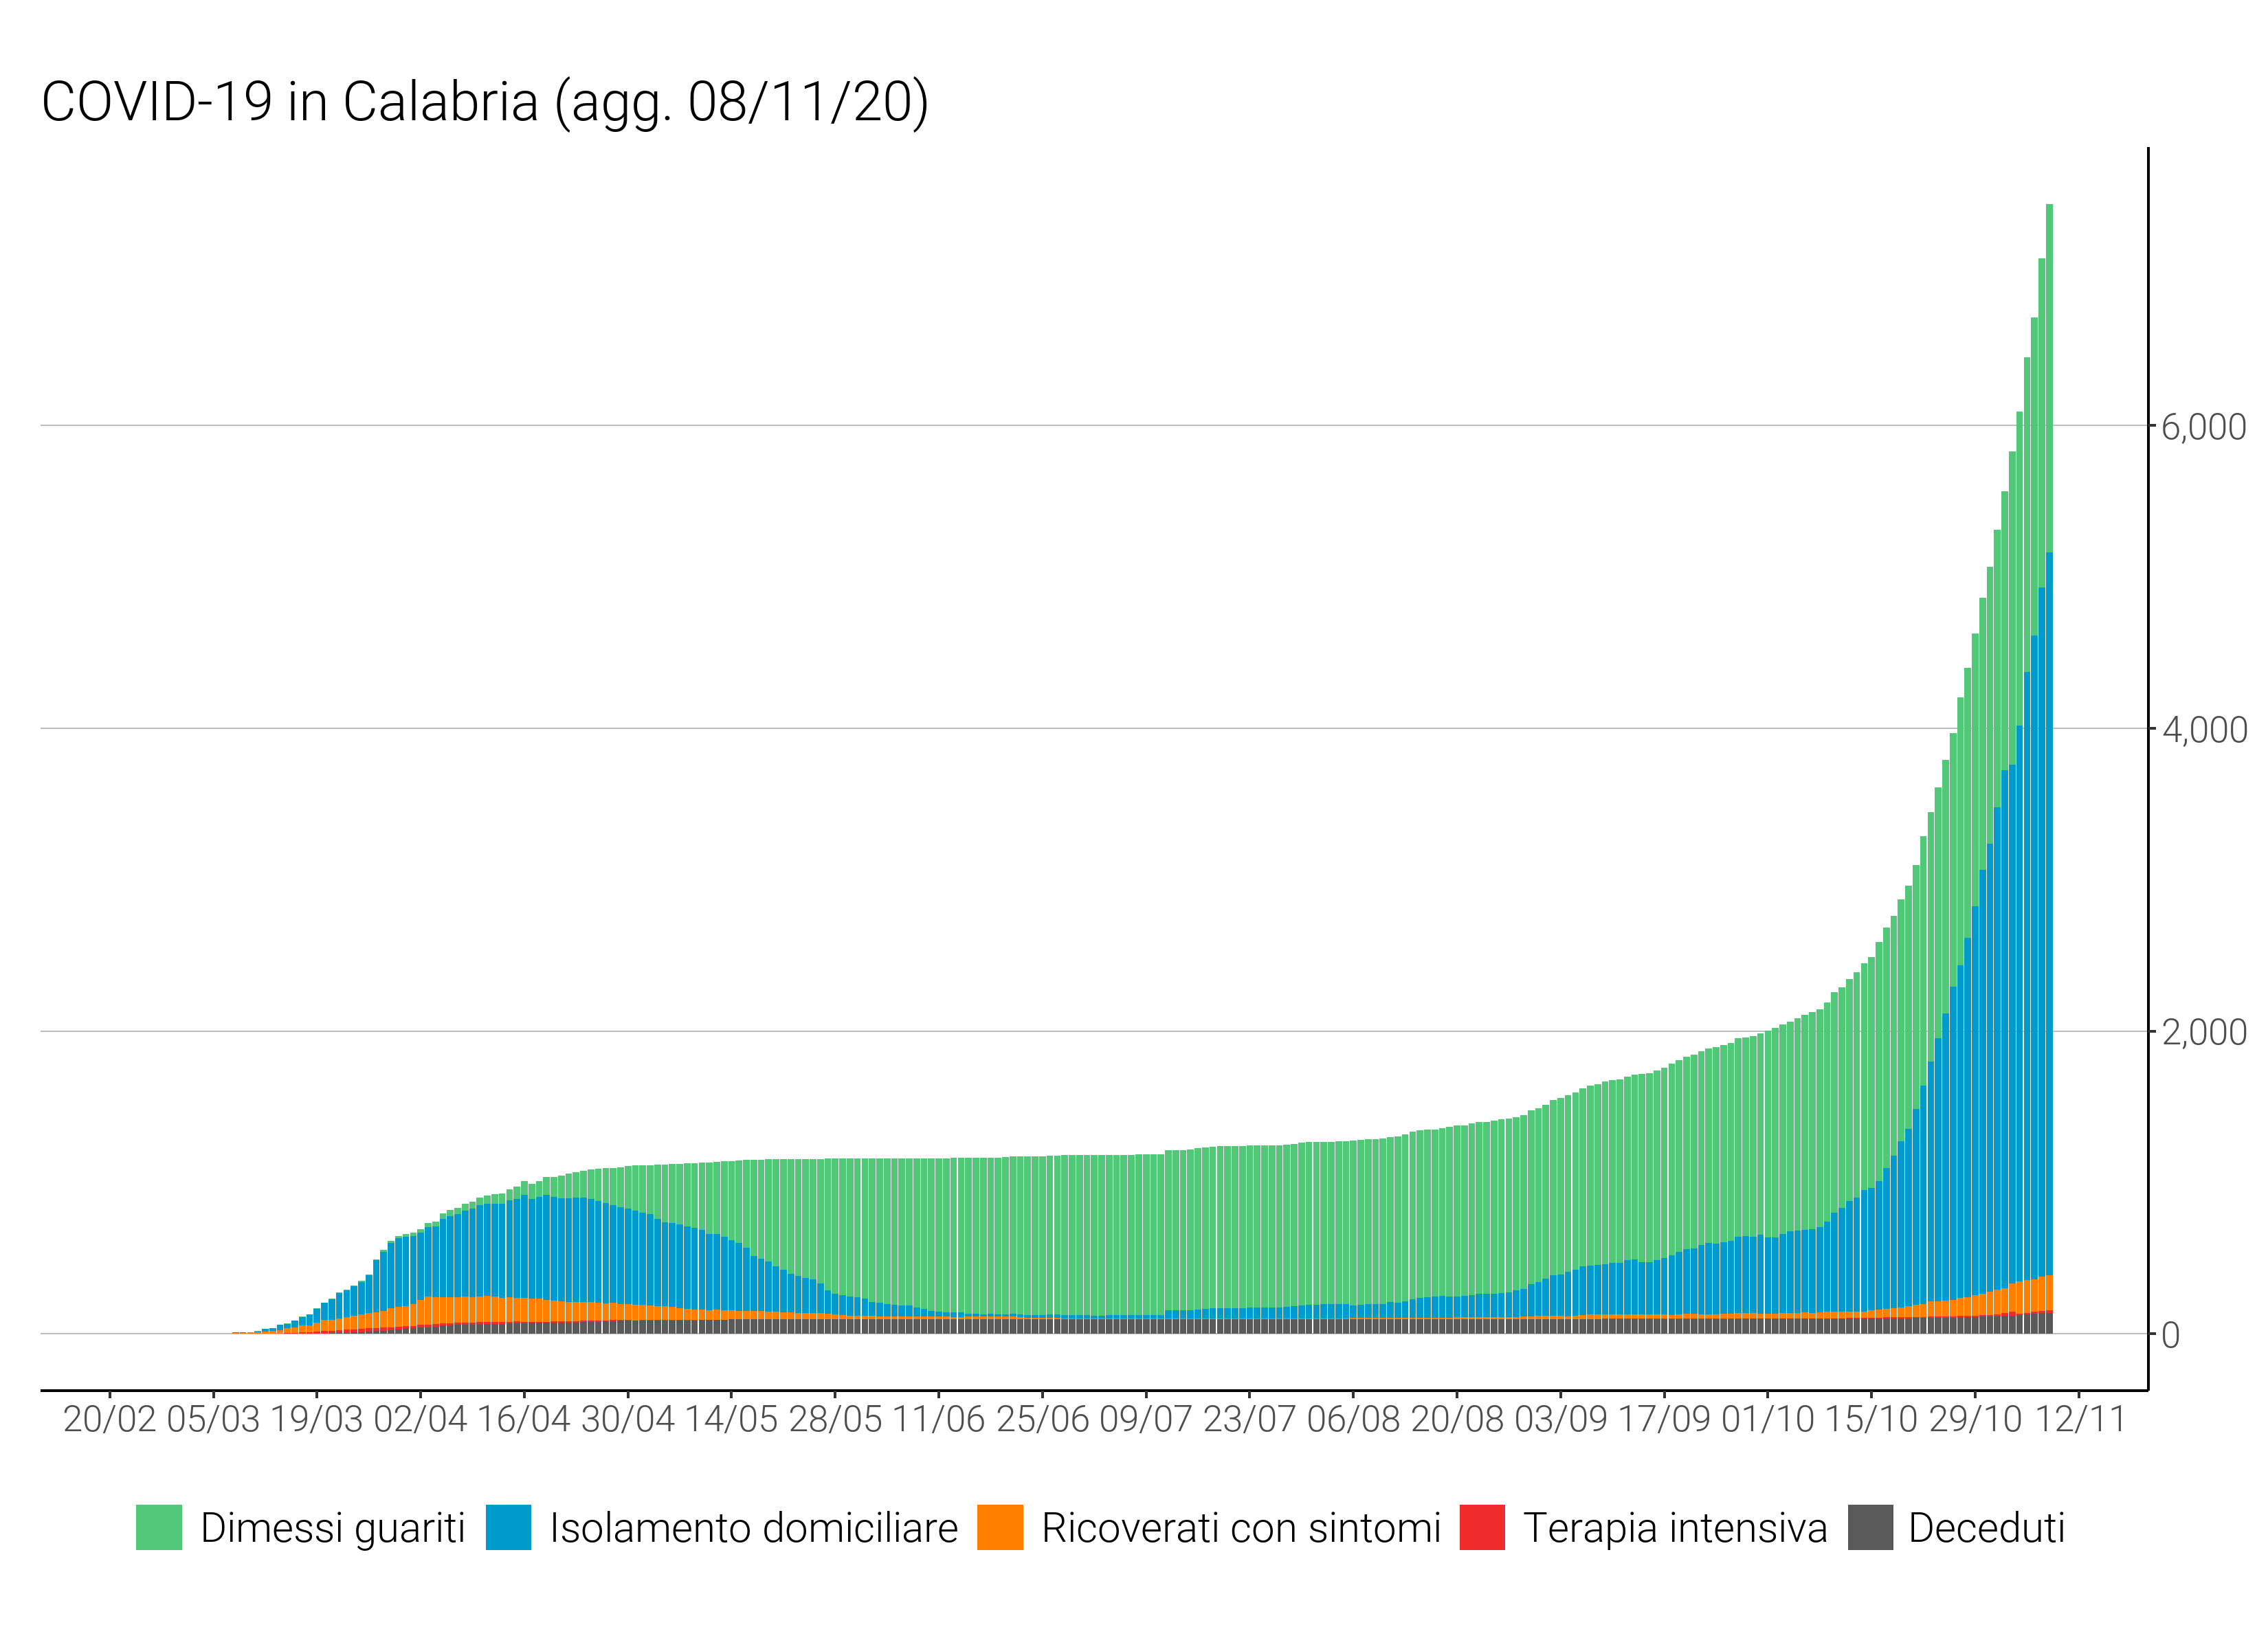 COVID-19 in Calabria (agg. 08/11/20)
6,000
4,000
2,000
0
20/02 05/03 19/03 02/04 16/04 30/04 14/05 28/05 11/06 25/06 09/07 23/07 06/08 20/08 03/09 17/09 01/10 15/10 29/10 12/11
Dimessi guariti Isolamento domiciliare Ricoverati con sintomi Terapia intensiva Deceduti